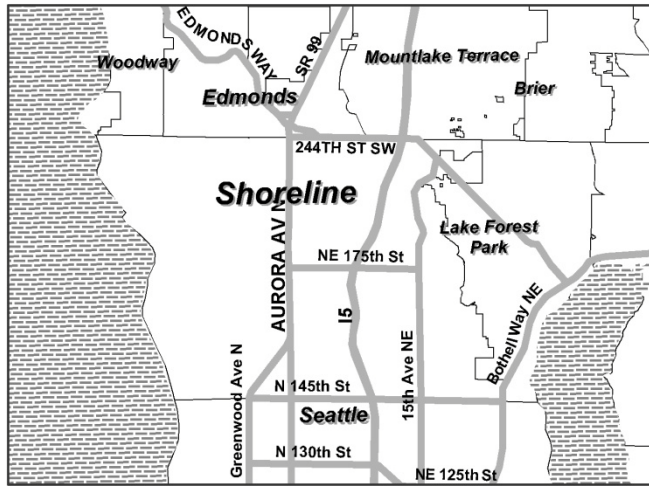 EDMONDS WAY
SR 99
Mountlake Terrace
Woodway
Brier
Edmonds
244TH ST SW
Shoreline
AURORA AV N
Lake Forest
Park
NE 175th St
I5
15th Ave NE
Bothell Way NE
Greenwood Ave N
N 145th St
Seattle
N 130th St
NE 125th St